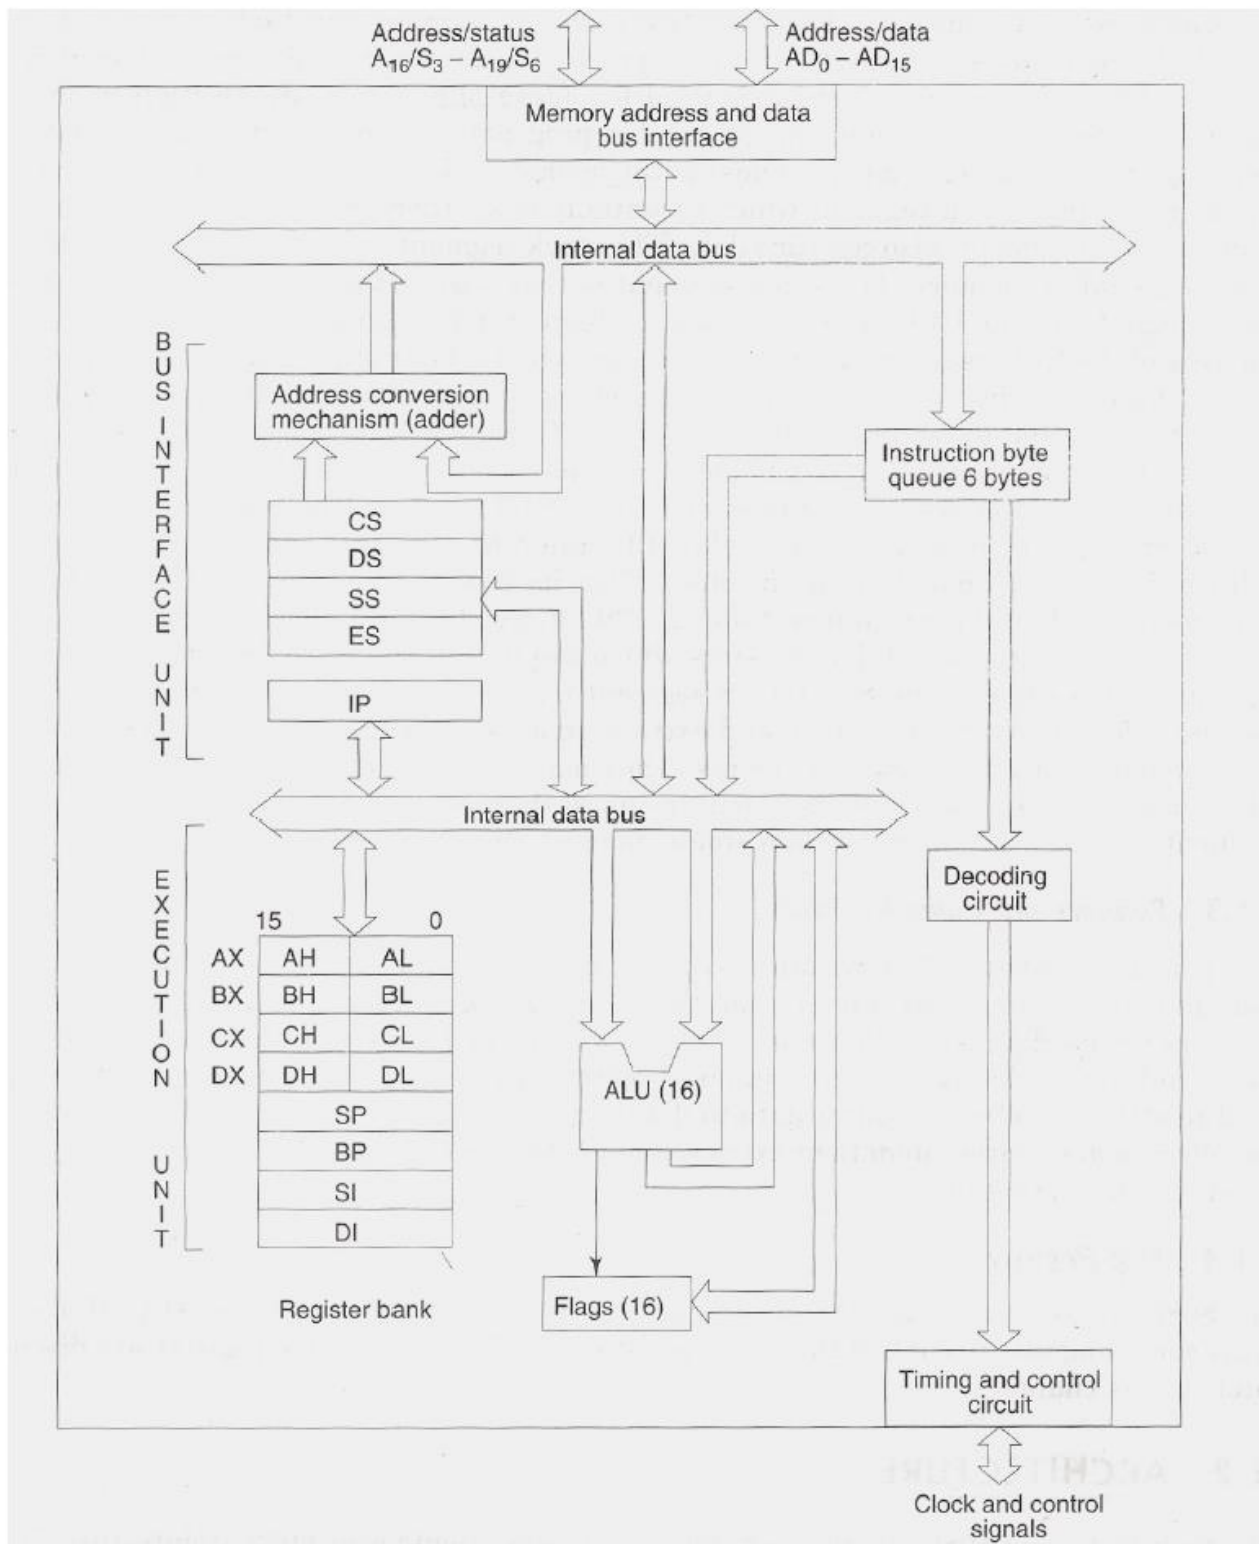 Address/status
A16/S3 – A19/S6
Address/data
AD0 – AD15
Memory address and data
bus interface
Internal data bus
BUS INTERFACE UNIT
Address conversion
mechanism (adder)
Instruction byte
queue 6 bytes
CS
DS
SS
ES
IP
Internal data bus
EXECUTION UNIT
Decoding
circuit
15 0
AX AH AL
BX BH BL
CX CH CL
DX DH DL
SP
BP
SI
DI
ALU (16)
Register bank
Flags (16)
Timing and control
circuit
Clock and control
signals